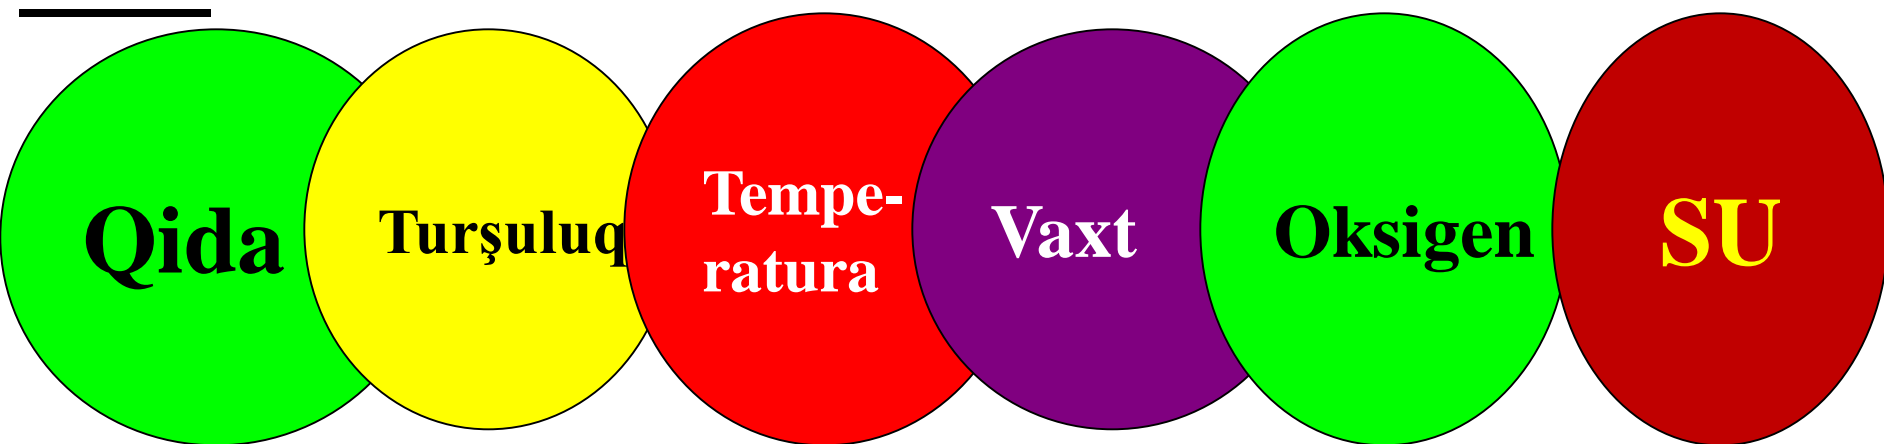 Qida
Turşuluq
Tempe-
ratura
Vaxt
Oksigen
SU